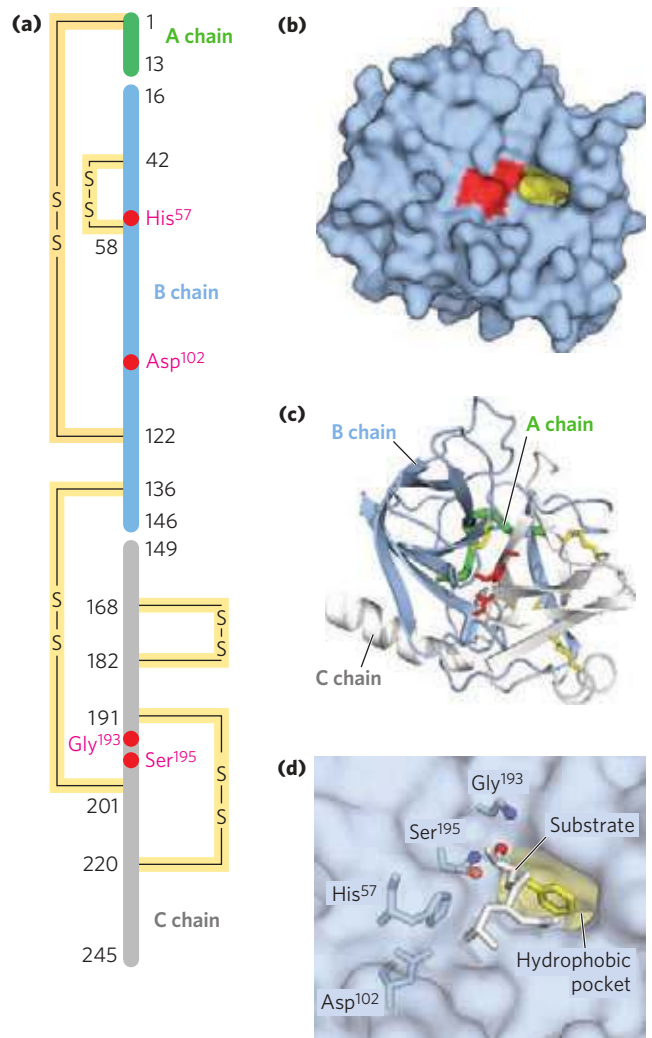 (a)
1
A chain
13
16
42
S
S
His⁵⁷
58
S
S
B chain
Asp¹⁰²
122
136
146
149
168
S
S
182
S
S
191
Gly¹⁹³
Ser¹⁹⁵
S
S
201
220
C chain
245
(b)
(c)
B chain
A chain
C chain
(d)
Gly¹⁹³
Ser¹⁹⁵
Substrate
His⁵⁷
Hydrophobic
pocket
Asp¹⁰²